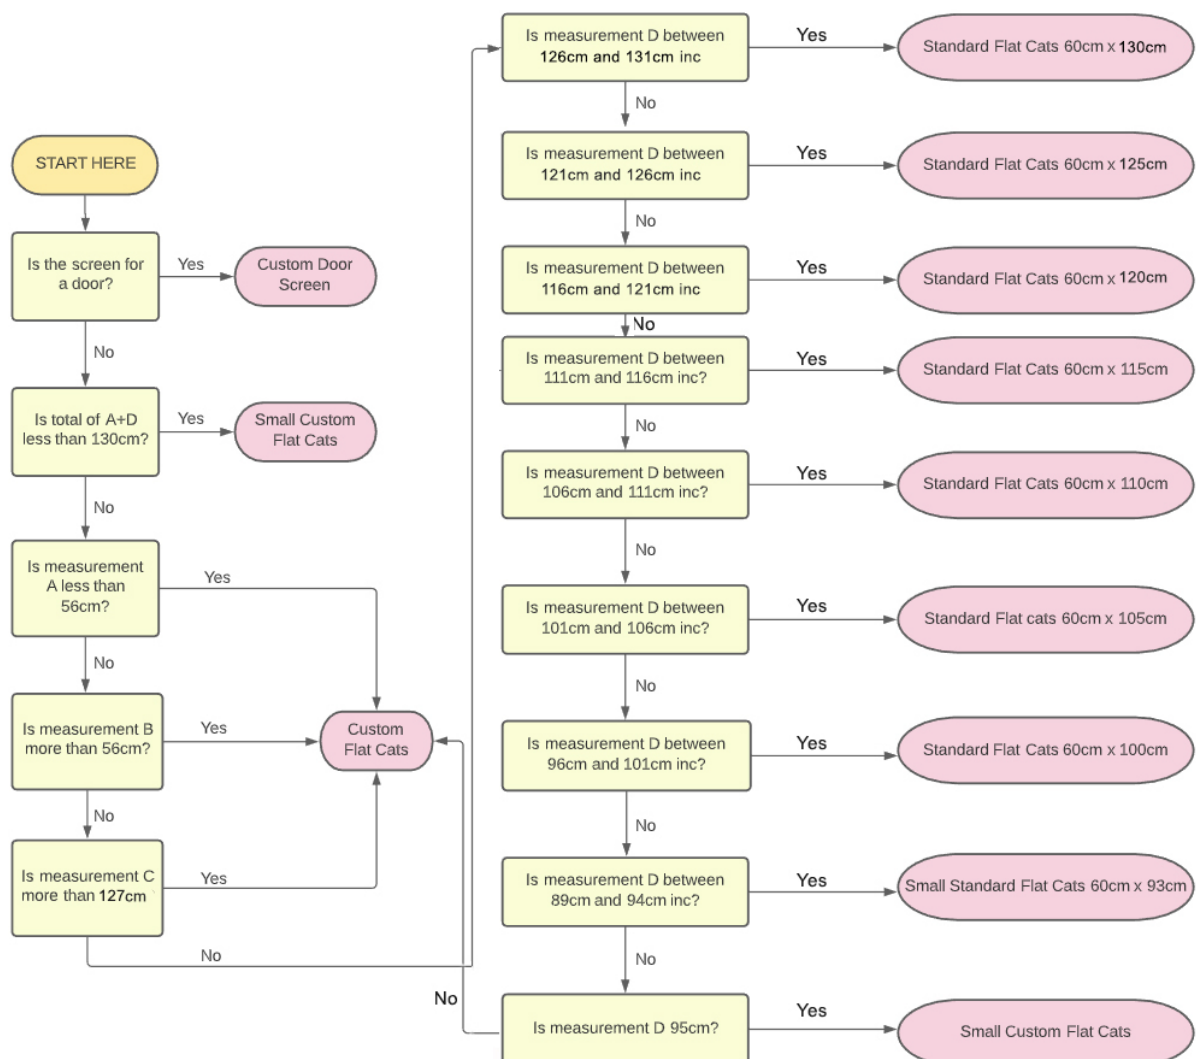 START HERE
Is the screen for
a door?
Yes
Custom Door
Screen
No
Is total of A+D
less than 130cm?
Yes
Small Custom
Flat Cats
No
Is measurement
A less than
56cm?
Yes
No
Is measurement B
more than 56cm?
Yes
Custom
Flat Cats
No
Is measurement C
more than 127cm
Yes
No
Is measurement D between
126cm and 131cm inc
Yes
Standard Flat Cats 60cm x 130cm
No
Is measurement D between
121cm and 126cm inc
Yes
Standard Flat Cats 60cm x 125cm
No
Is measurement D between
116cm and 121cm inc
Yes
Standard Flat Cats 60cm x 120cm
No
Is measurement D between
111cm and 116cm inc?
Yes
Standard Flat Cats 60cm x 115cm
No
Is measurement D between
106cm and 111cm inc?
Yes
Standard Flat Cats 60cm x 110cm
No
Is measurement D between
101cm and 106cm inc?
Yes
Standard Flat cats 60cm x 105cm
No
Is measurement D between
96cm and 101cm inc?
Yes
Standard Flat Cats 60cm x 100cm
No
Is measurement D between
89cm and 94cm inc?
Yes
Small Standard Flat Cats 60cm x 93cm
No
Is measurement D 95cm?
Yes
Small Custom Flat Cats
No